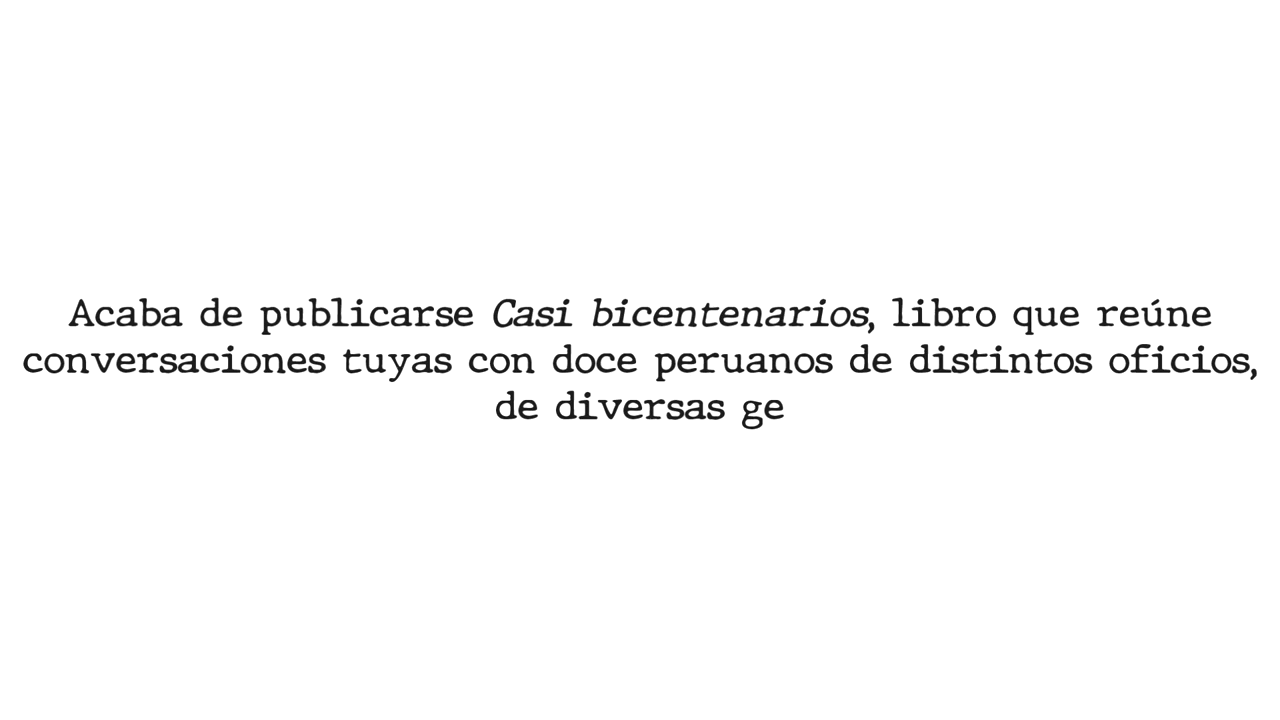 Acaba de publicarse Casi bicentenarios, libro que reúne
conversaciones tuyas con doce peruanos de distintos oficios,
de diversas ge